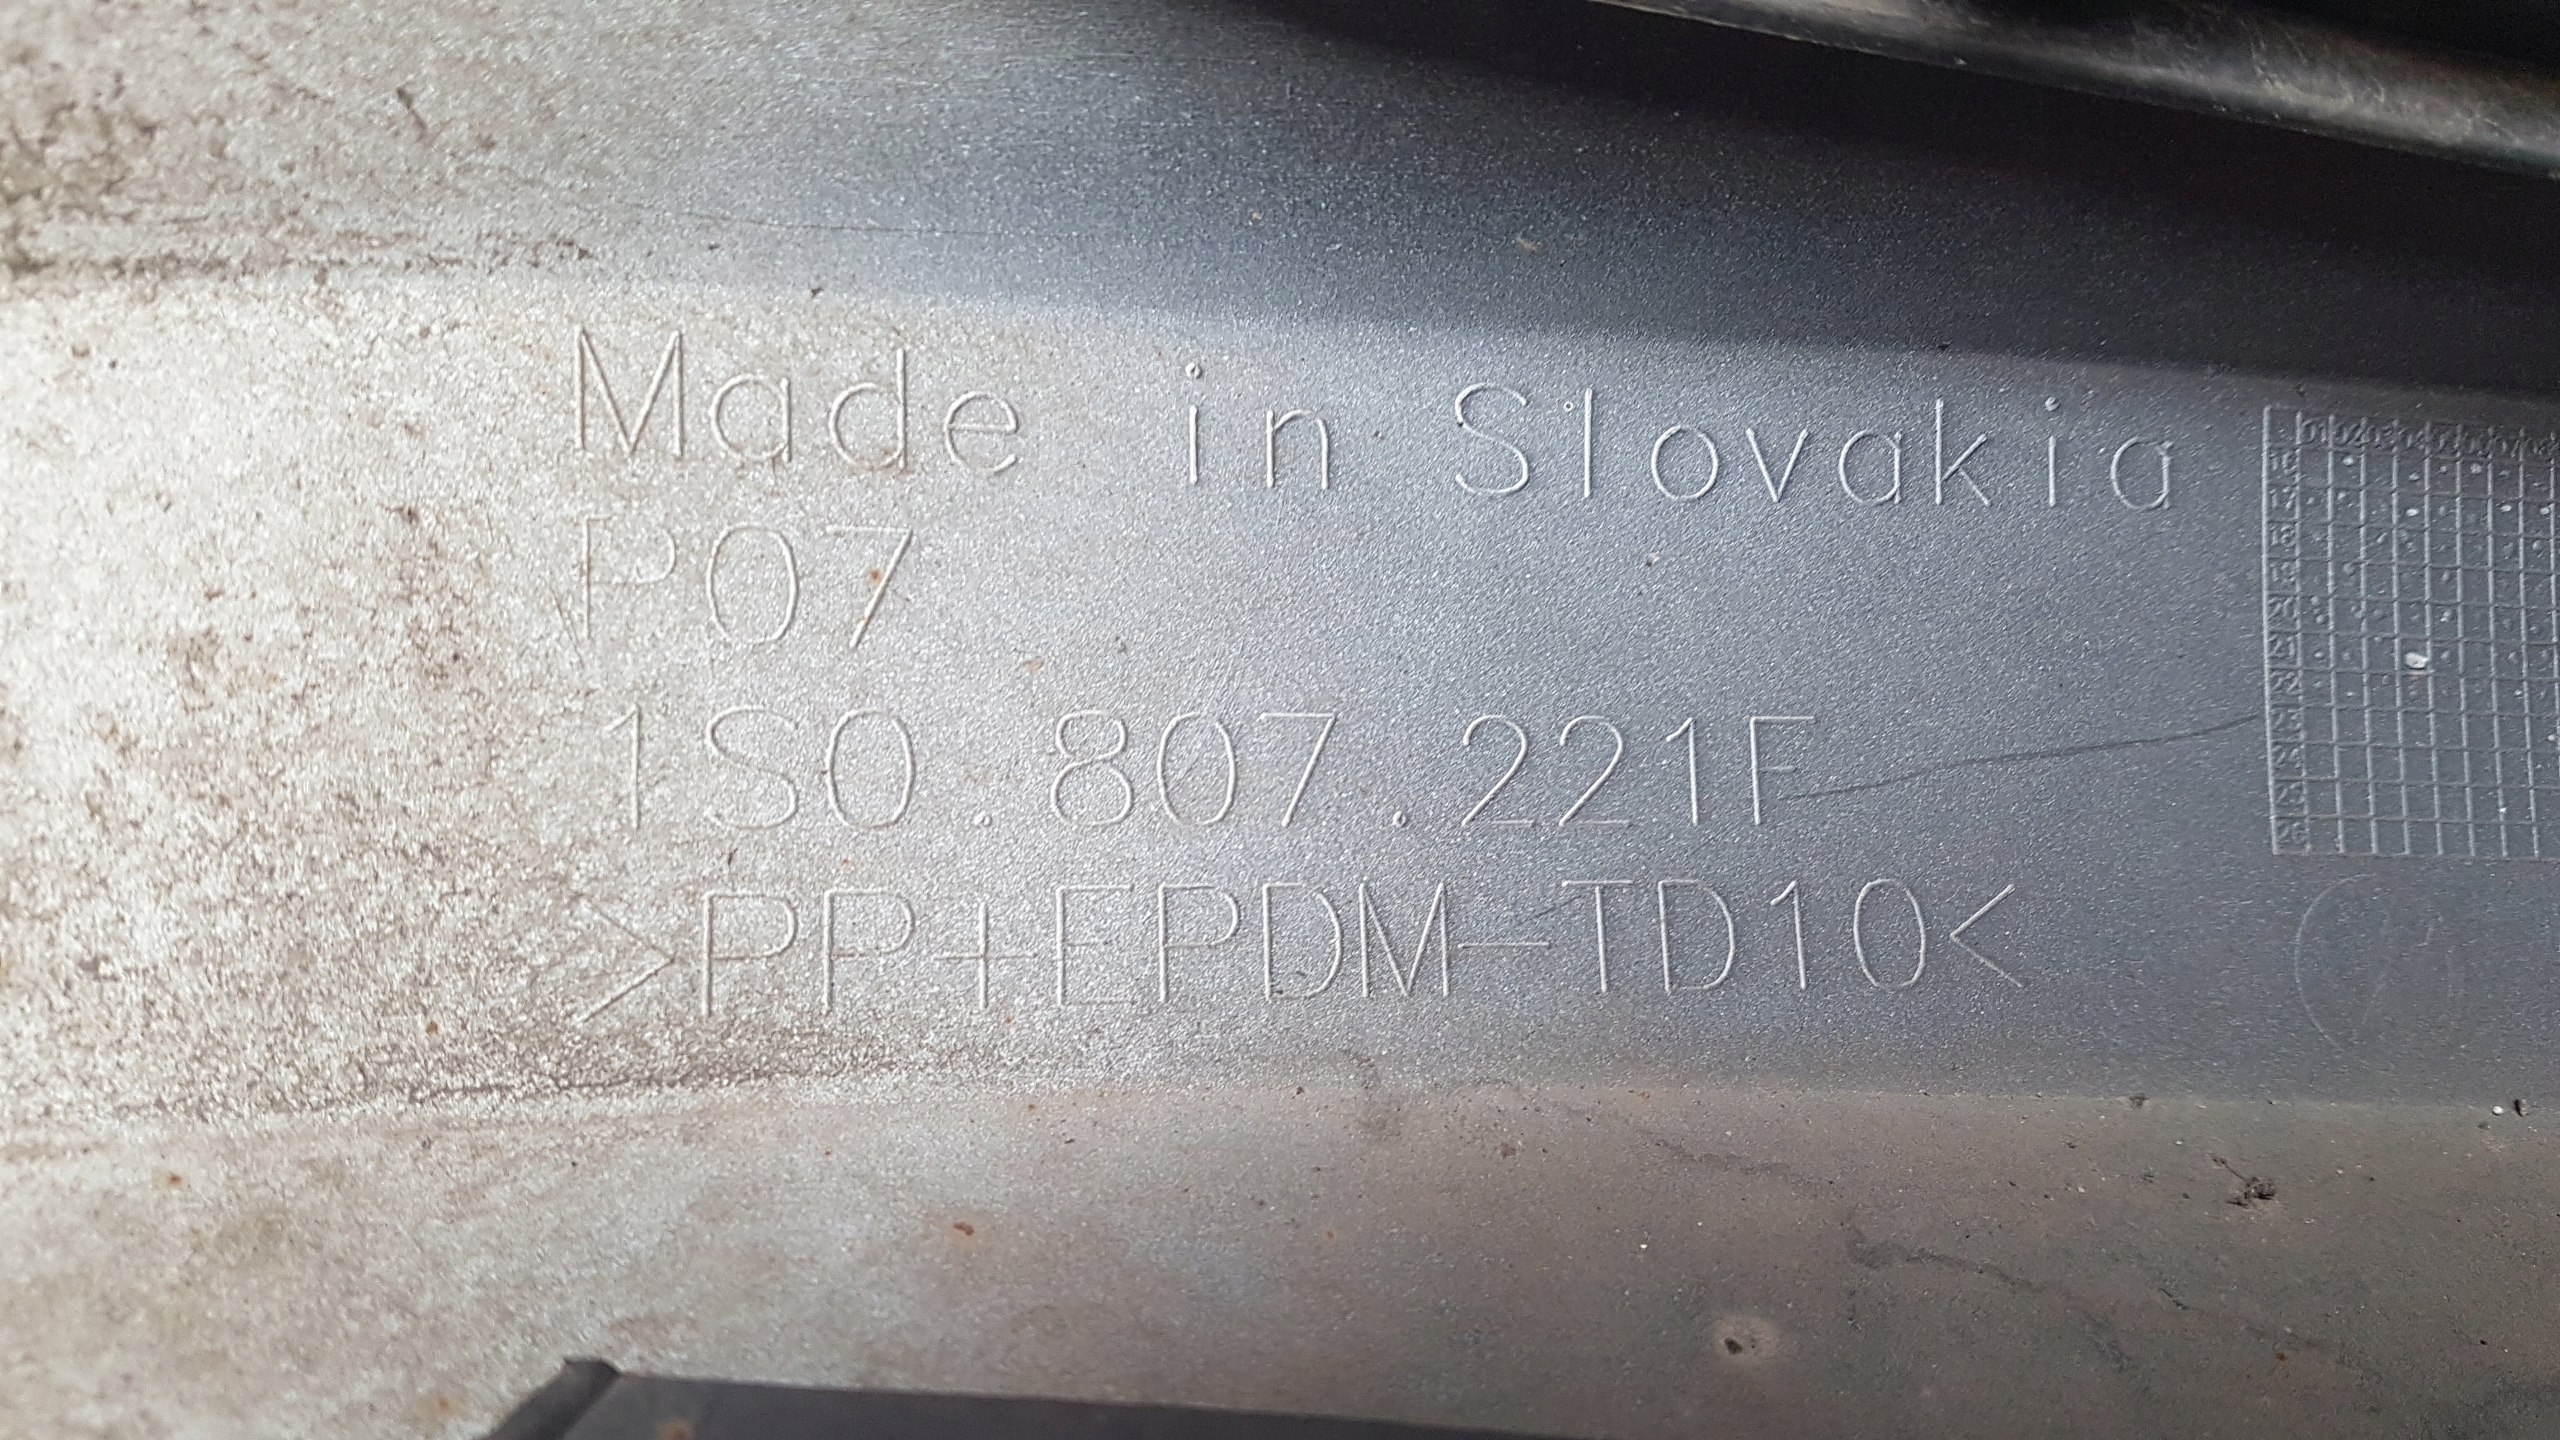 Made in Slovakia
P07
1S0.807.221F
>PP+EPDM-TD10<